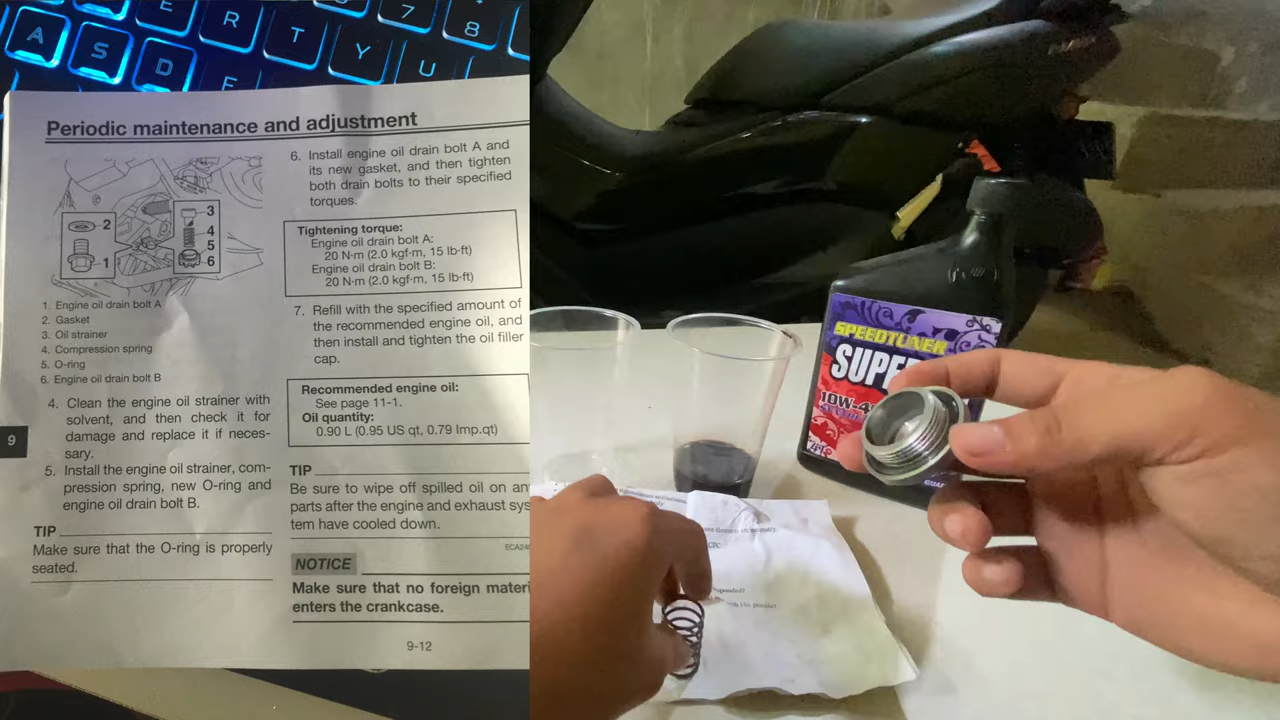 E
R
T
Y
U
7
8
A
S
D
F
Periodic maintenance and adjustment
2
1
3
4
5
6
1. Engine oil drain bolt A
2. Gasket
3. Oil strainer
4. Compression spring
5. O-ring
6. Engine oil drain bolt B
4. Clean the engine oil strainer with
solvent, and then check it for
damage and replace it if neces-
sary.
5. Install the engine oil strainer, com-
pression spring, new O-ring and
engine oil drain bolt B.
TIP
Make sure that the O-ring is properly
seated.
9
6. Install engine oil drain bolt A and
its new gasket, and then tighten
both drain bolts to their specified
torques.
Tightening torque:
Engine oil drain bolt A:
20 N·m (2.0 kgf·m, 15 lb·ft)
Engine oil drain bolt B:
20 N·m (2.0 kgf·m, 15 lb·ft)
7. Refill with the specified amount of
the recommended engine oil, and
then install and tighten the oil filler
cap.
Recommended engine oil:
See page 11-1.
Oil quantity:
0.90 L (0.95 US qt, 0.79 Imp.qt)
TIP
Be sure to wipe off spilled oil on an
parts after the engine and exhaust sys
tem have cooled down.
ECA24
NOTICE
Make sure that no foreign materi
enters the crankcase.
9-12
SPEEDTUNER
SUPE
10W-4